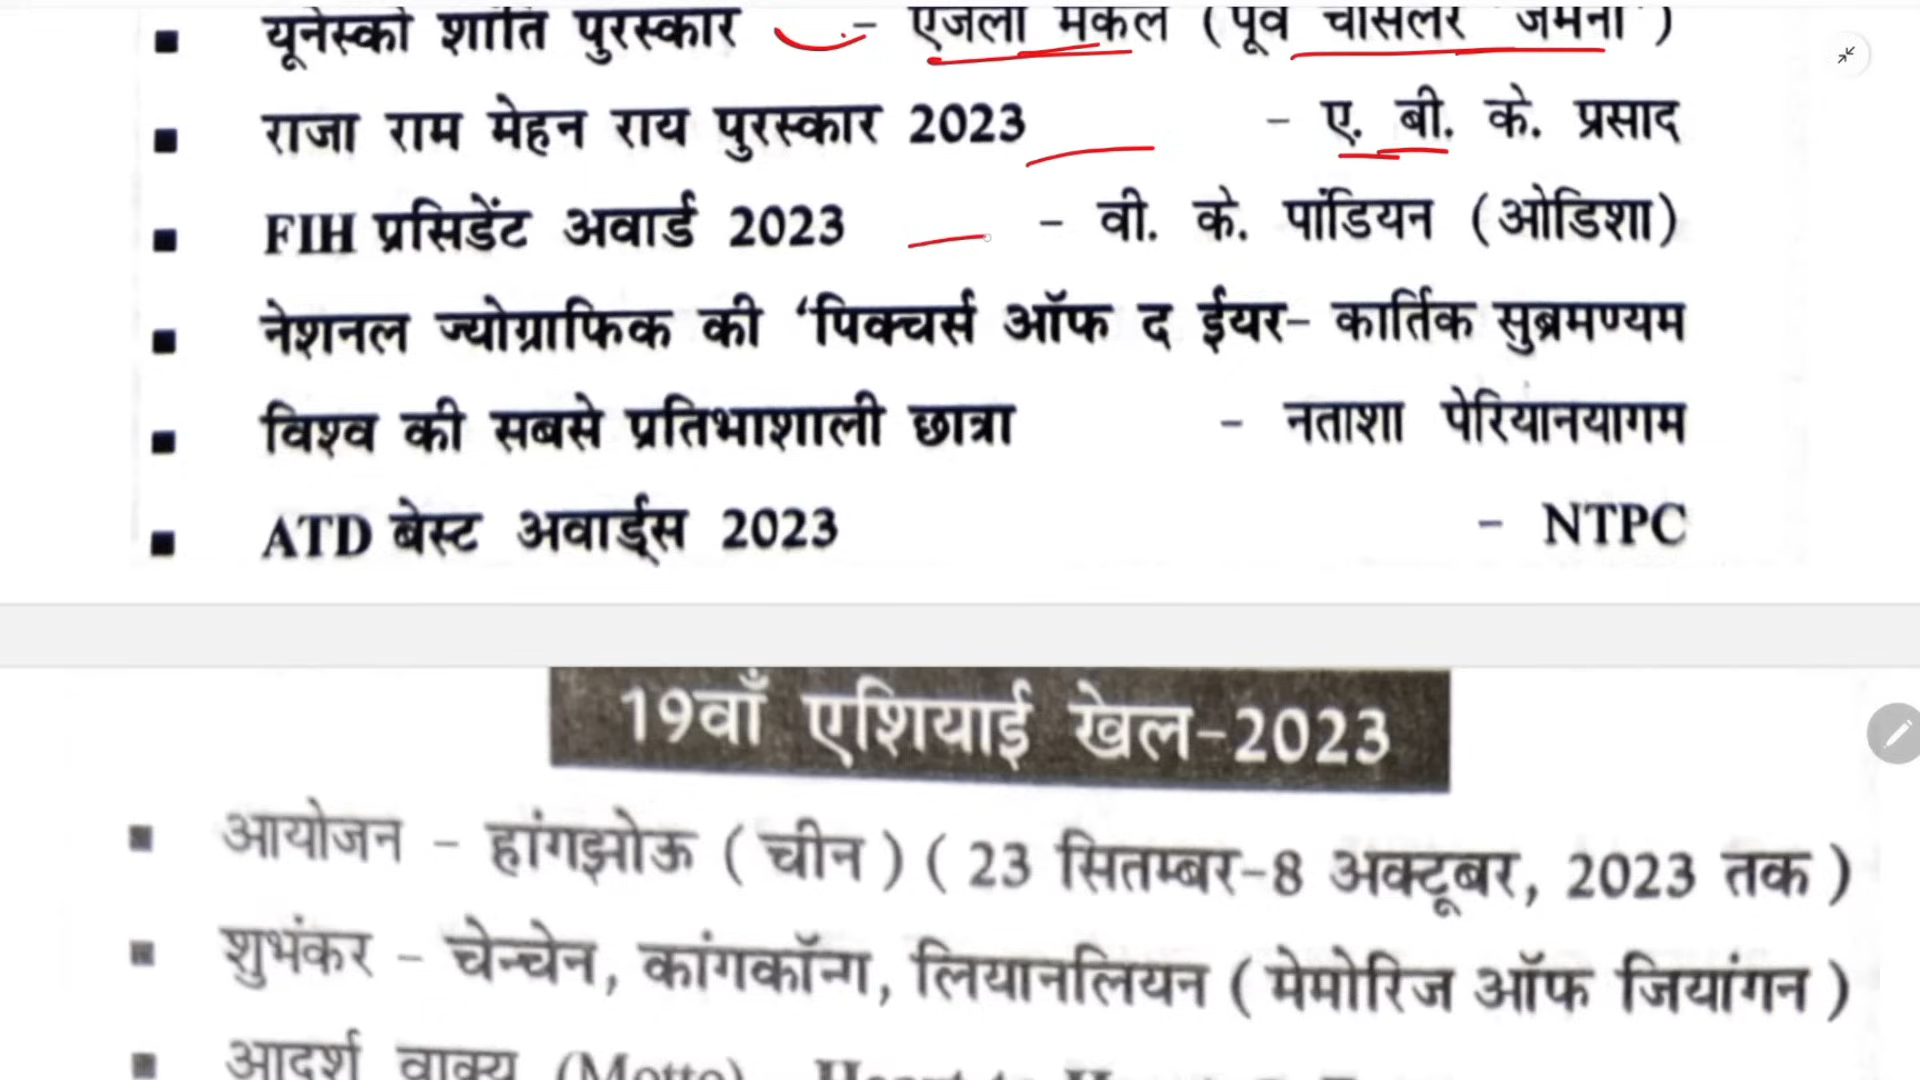 यूनेस्को शांति पुरस्कार - एंजेला मर्केल (पूर्व चांसलर 'जर्मनी')
राजा राम मेहन राय पुरस्कार 2023 - ए. बी. के. प्रसाद
FIH प्रसिडेंट अवार्ड 2023 - वी. के. पांडियन (ओडिशा)
नेशनल ज्योग्राफिक की ‘पिक्चर्स ऑफ द ईयर- कार्तिक सुब्रमण्यम
विश्व की सबसे प्रतिभाशाली छात्रा - नताशा पेरियानयागम
ATD बेस्ट अवार्ड्स 2023 - NTPC
19वाँ एशियाई खेल-2023
आयोजन - हांगझोऊ ( चीन ) ( 23 सितम्बर-8 अक्टूबर, 2023 तक )
शुभंकर - चेन्चेन, कांगकॉन्ग, लियानलियन ( मेमोरिज ऑफ जियांगन )
आदर्श वाक्य (Motto)